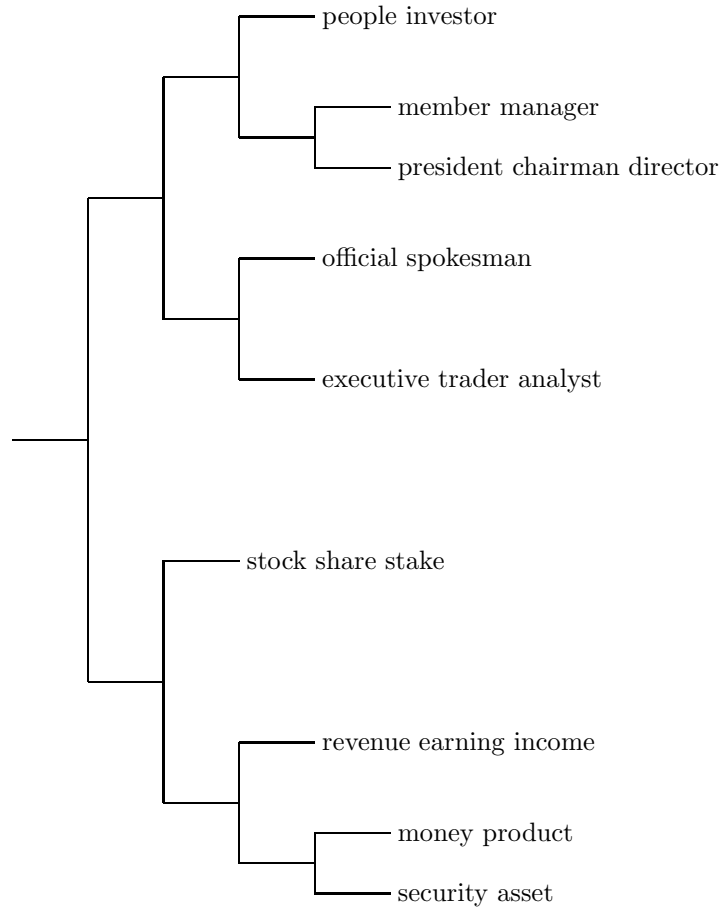 people investor
member manager
president chairman director
official spokesman
executive trader analyst
stock share stake
revenue earning income
money product
security asset